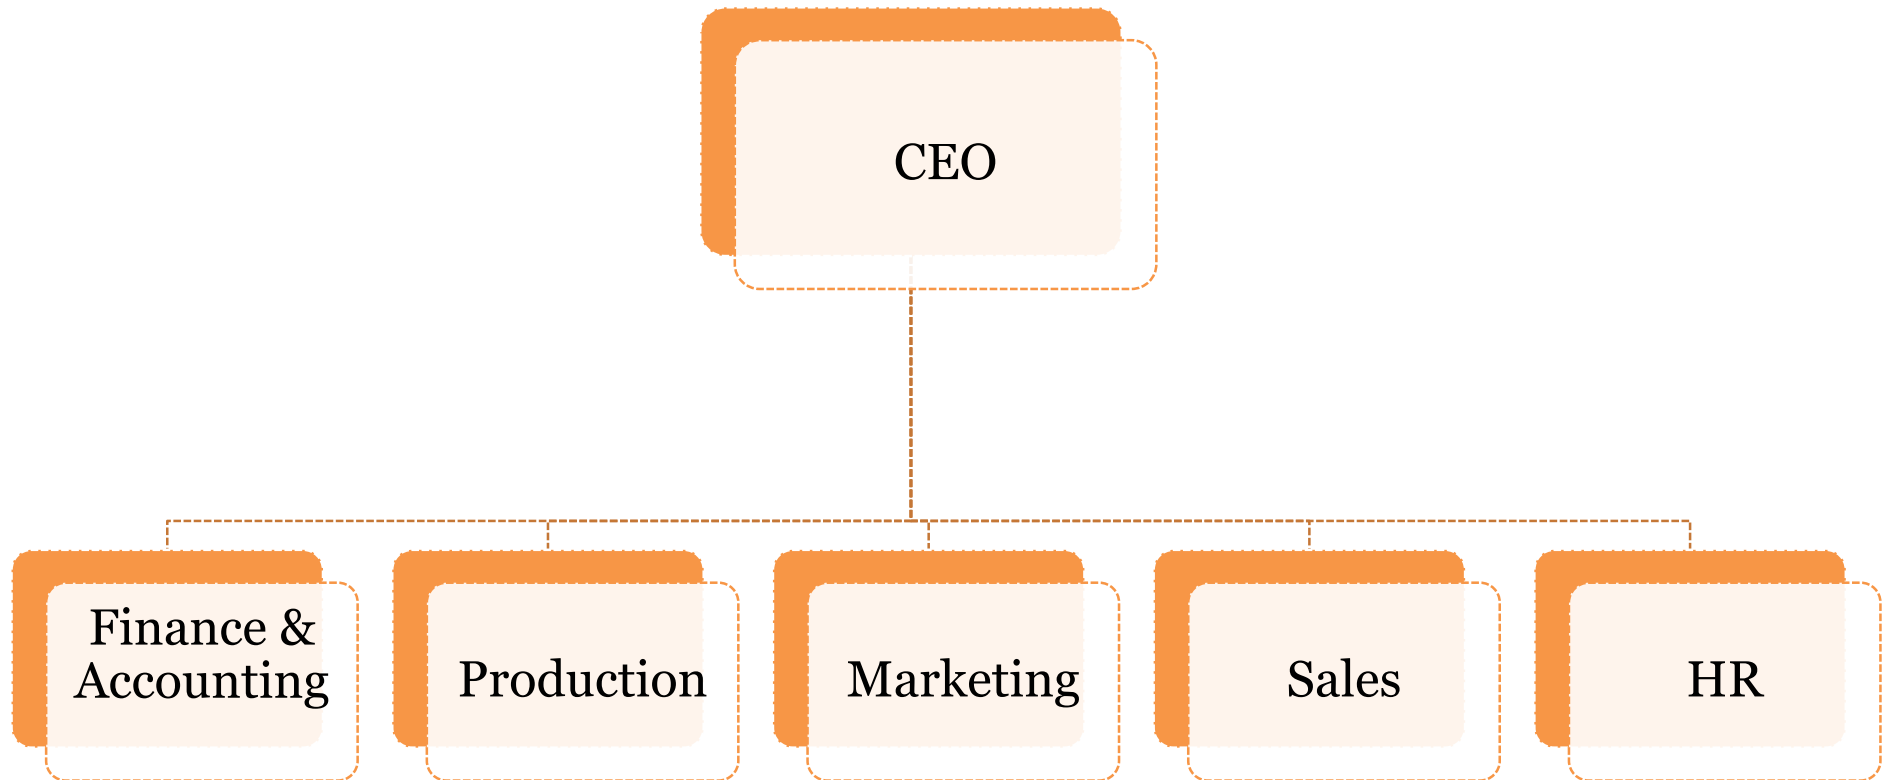 CEO
Finance &
Accounting
Production
Marketing
Sales
HR